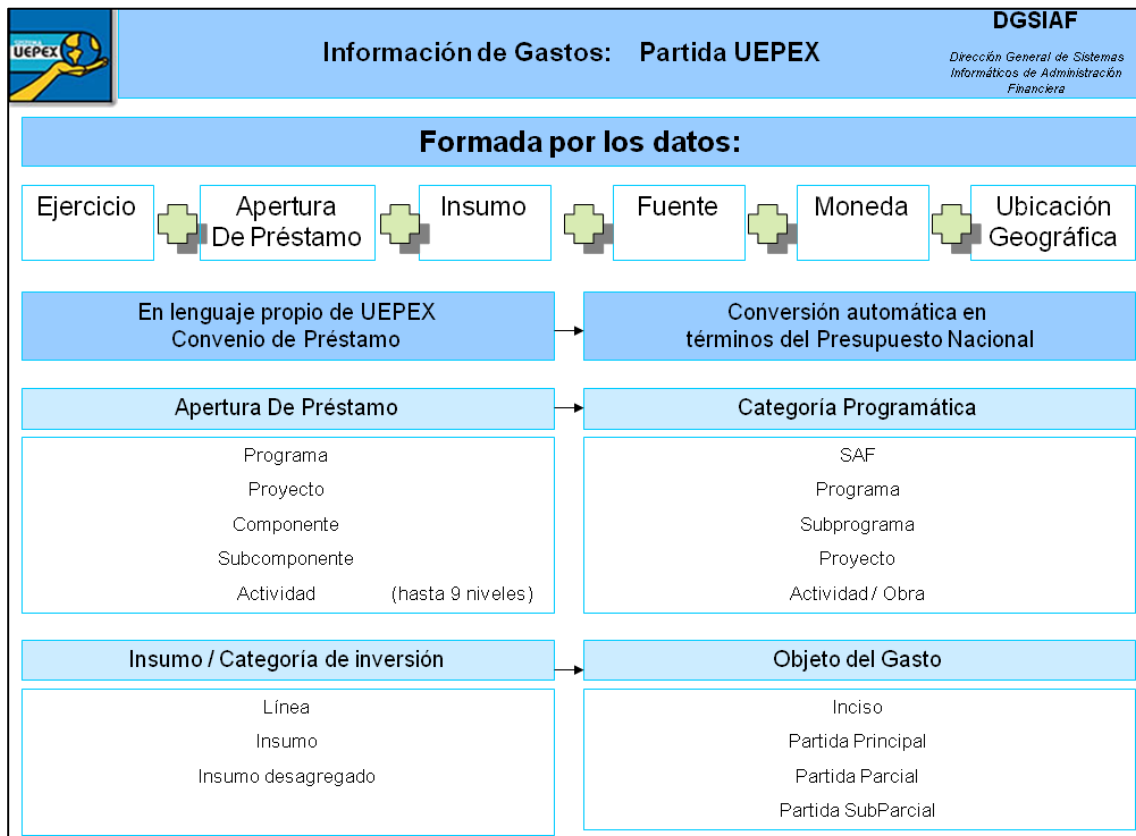 UEPEX
Información de Gastos: Partida UEPEX
DGSIAF
Dirección General de Sistemas
Informáticos de Administración
Financiera
Formada por los datos:
Ejercicio
Apertura
De Préstamo
Insumo
Fuente
Moneda
Ubicación
Geográfica
En lenguaje propio de UEPEX
Convenio de Préstamo
Conversión automática en
términos del Presupuesto Nacional
Apertura De Préstamo
Categoría Programática
Programa
Proyecto
Componente
Subcomponente
Actividad (hasta 9 niveles)
SAF
Programa
Subprograma
Proyecto
Actividad / Obra
Insumo / Categoría de inversión
Objeto del Gasto
Línea
Insumo
Insumo desagregado
Inciso
Partida Principal
Partida Parcial
Partida SubParcial